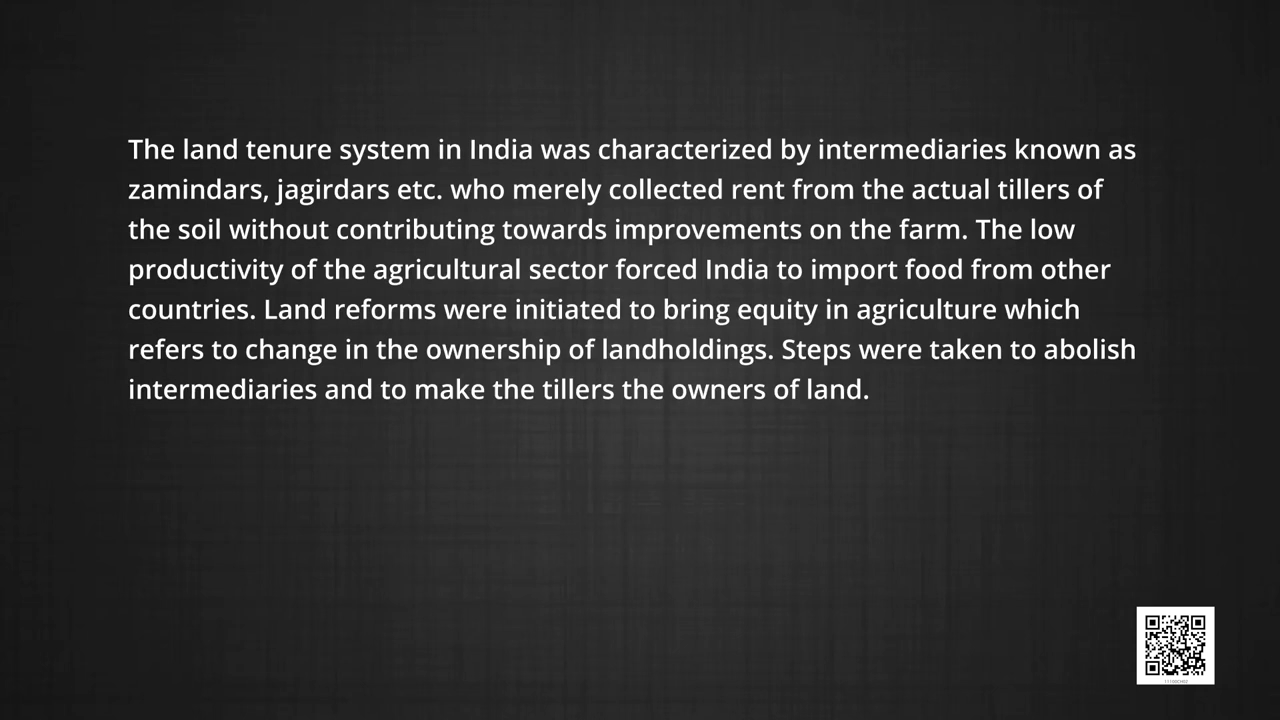 The land tenure system in India was characterized by intermediaries known as
zamindars, jagirdars etc. who merely collected rent from the actual tillers of
the soil without contributing towards improvements on the farm. The low
productivity of the agricultural sector forced India to import food from other
countries. Land reforms were initiated to bring equity in agriculture which
refers to change in the ownership of landholdings. Steps were taken to abolish
intermediaries and to make the tillers the owners of land.